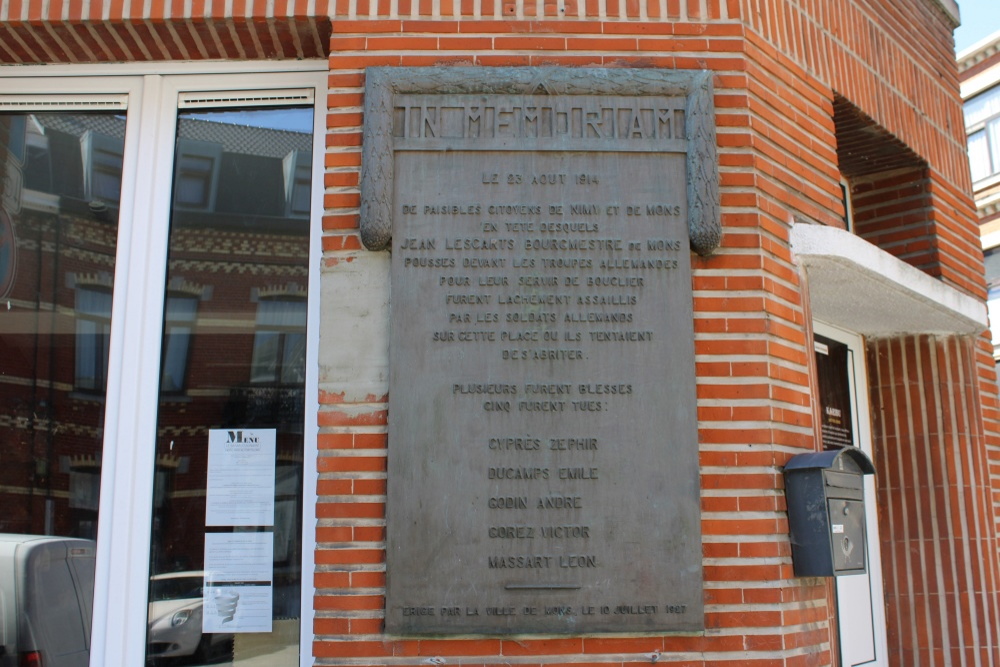 IN MEMORIAM
LE 23 AOUT 1914
DE PAISIBLES CITOYENS DE NIMY ET DE MONS
EN TETE DESQUELS
JEAN LESCARTS BOURGMESTRE DE MONS
POUSSES DEVANT LES TROUPES ALLEMANDES
POUR LEUR SERVIR DE BOUCLIER
FURENT LACHEMENT ASSAILLIS
PAR LES SOLDATS ALLEMANDS
SUR CETTE PLACE OU ILS TENTAIENT
DE S'ABRITER.
PLUSIEURS FURENT BLESSES
CINQ FURENT TUES:
CYPRÈS ZEPHIR
DUCAMPS EMILE
GODIN ANDRE
GOREZ VICTOR
MASSART LEON
ERIGE PAR LA VILLE DE MONS, LE 10 JUILLET 1927
MENU